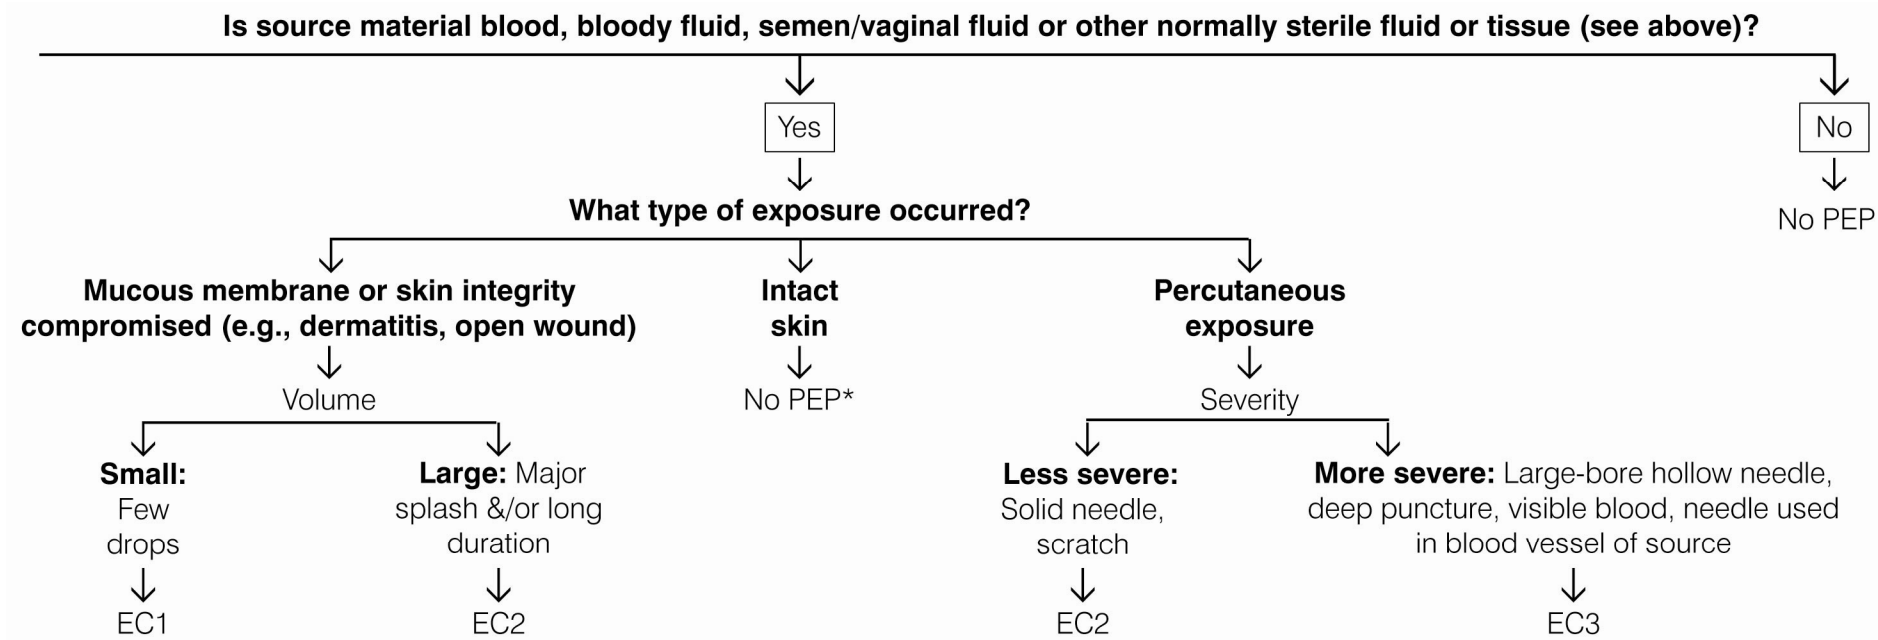 Is source material blood, bloody fluid, semen/vaginal fluid or other normally sterile fluid or tissue (see above)?
Yes
No
No PEP
What type of exposure occurred?
Mucous membrane or skin integrity
compromised (e.g., dermatitis, open wound)
Intact
skin
Percutaneous
exposure
Volume
No PEP*
Severity
Small:
Few
drops
Large: Major
splash &/or long
duration
Less severe:
Solid needle,
scratch
More severe: Large-bore hollow needle,
deep puncture, visible blood, needle used
in blood vessel of source
EC1
EC2
EC2
EC3